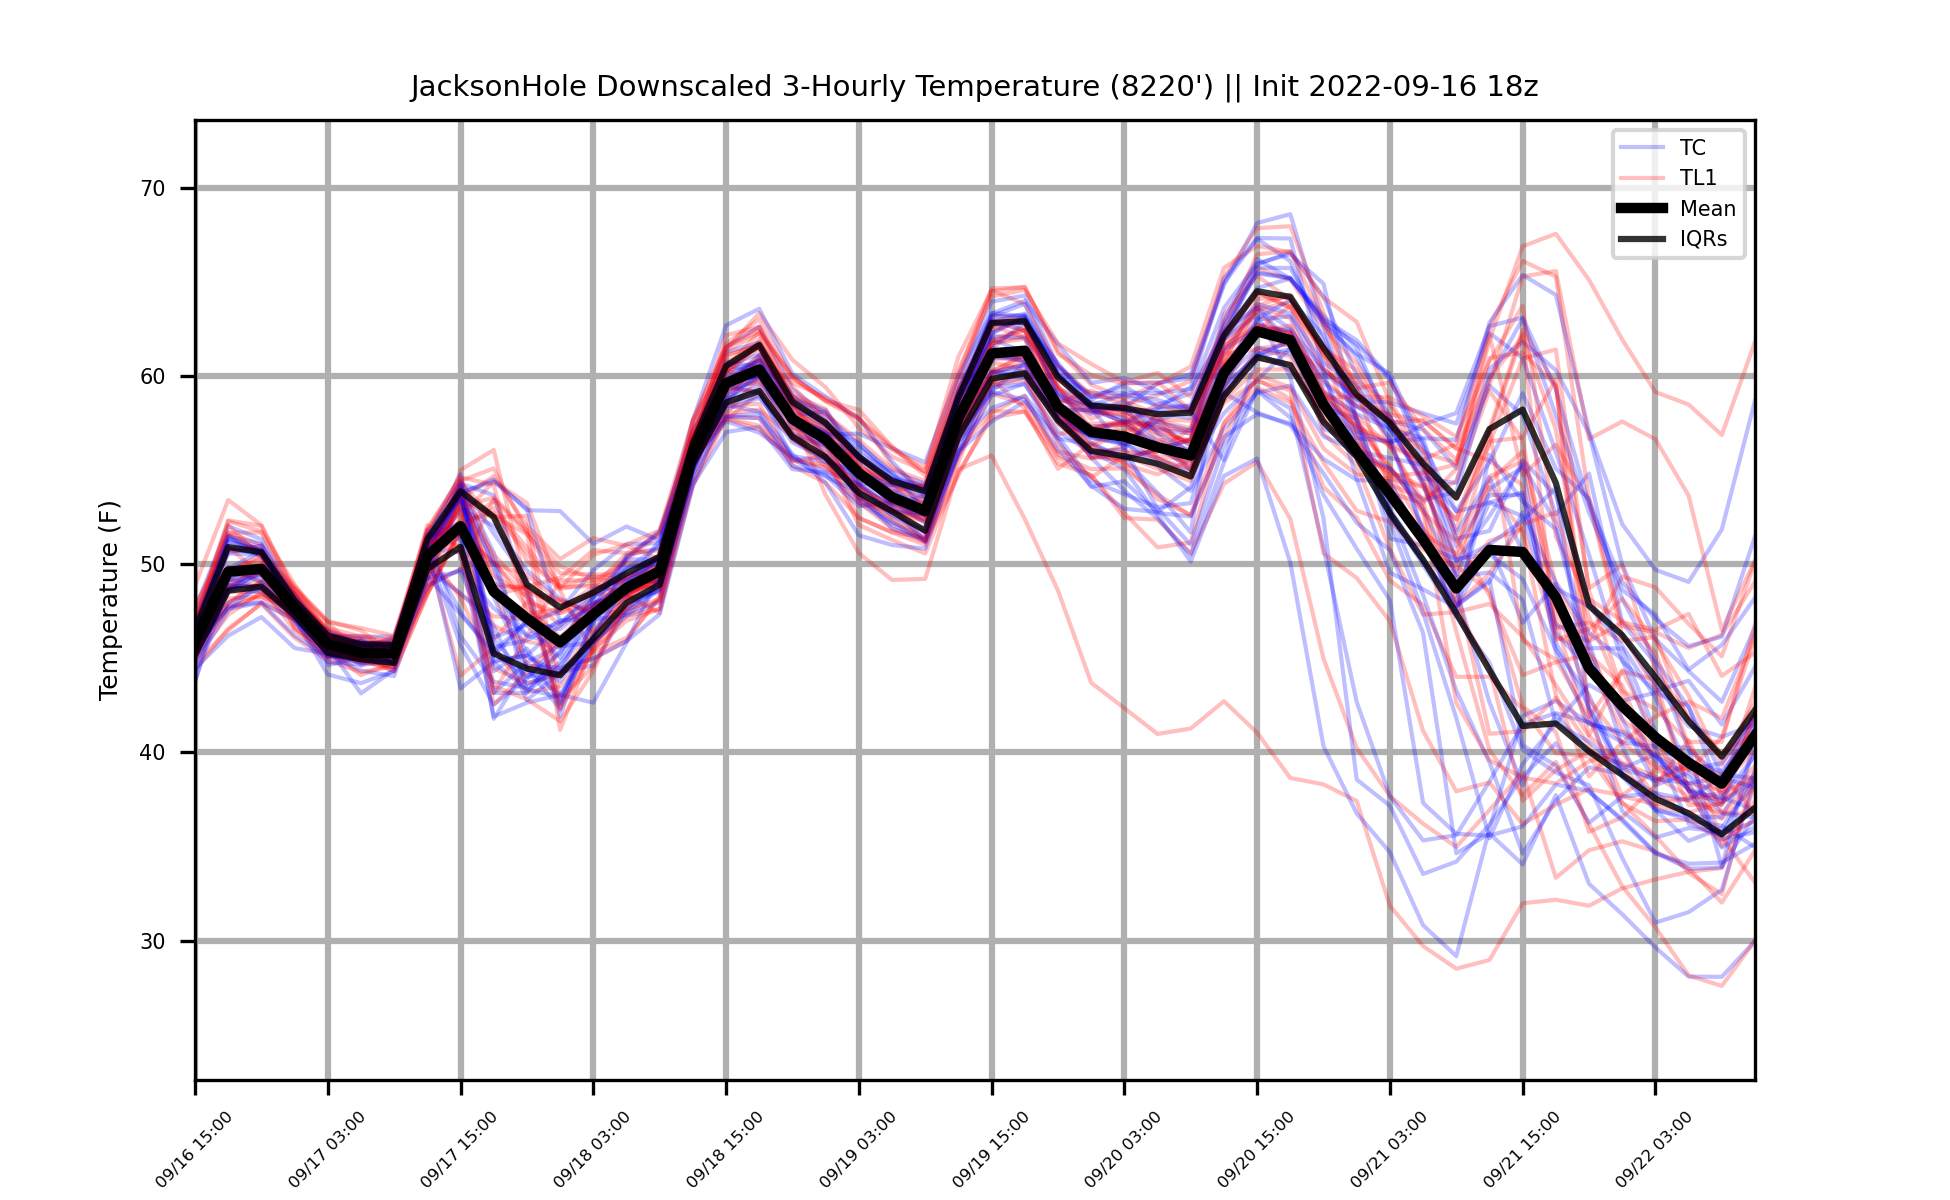 JacksonHole Downscaled 3-Hourly Temperature (8220') || Init 2022-09-16 18z
TC
TL1
Mean
IQRs
Temperature (F)
70
60
50
40
30
09/16 15:00
09/17 03:00
09/17 15:00
09/18 03:00
09/18 15:00
09/19 03:00
09/19 15:00
09/20 03:00
09/20 15:00
09/21 03:00
09/21 15:00
09/22 03:00